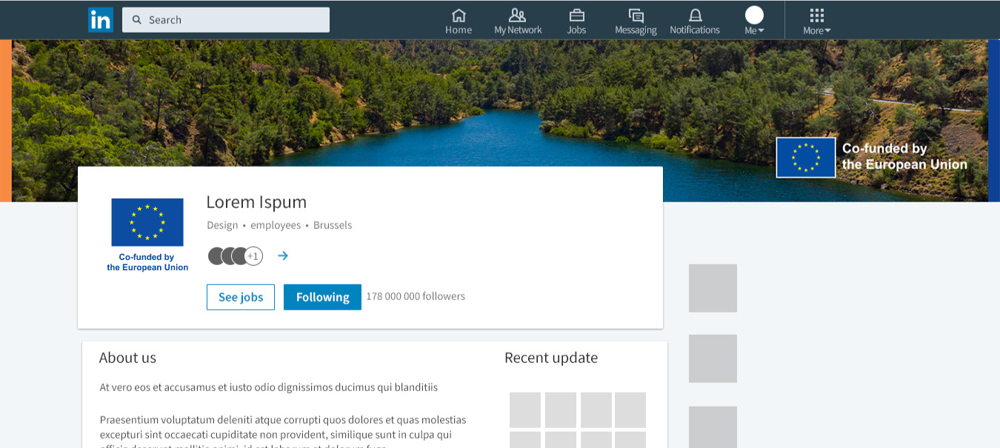 in
Search
Home
My Network
Jobs
Messaging
Notifications
Me
More
Co-funded by
the European Union
Lorem Ispum
Design • employees • Brussels
Co-funded by
the European Union
+1
See jobs
Following
178 000 000 followers
About us
Recent update
At vero eos et accusamus et iusto odio dignissimos ducimus qui blanditiis
Praesentium voluptatum deleniti atque corrupti quos dolores et quas molestias
excepturi sint occaecati cupiditate non provident, similique sunt in culpa qui